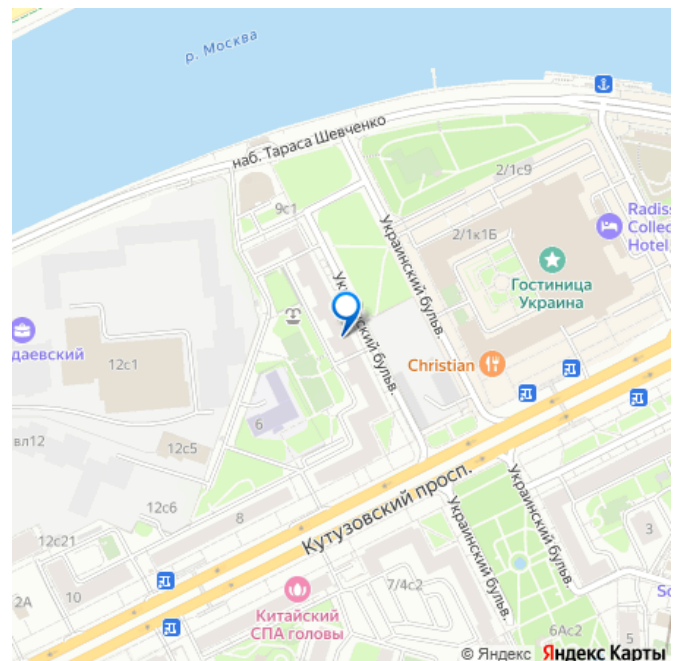 р. Москва
наб. Тараса Шевченко
2/1с9
9с1
Украинский бульв.
2/1к1Б
Radiss
Collec
Hotel
Гостиница
Украина
Украинский бульв.
Christian
даевский
12с1
6
вл12
12с5
12с6
8
Кутузовский просп.
12с21
10
2А
Украинский бульв.
Украинский бульв.
3
7/4с2
Китайский
СПА головы
6Ас2
5
Sc
© Яндекс Яндекс Карты